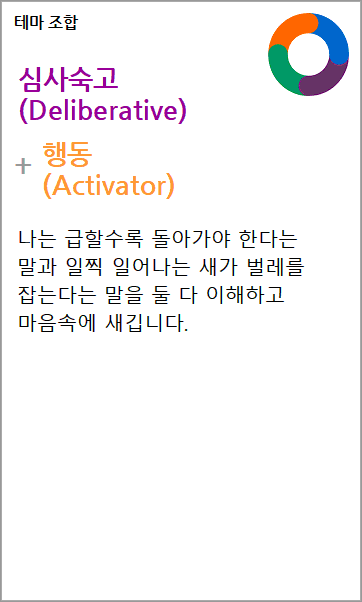 테마 조합
심사숙고
(Deliberative)
+ 행동
(Activator)
나는 급할수록 돌아가야 한다는
말과 일찍 일어나는 새가 벌레를
잡는다는 말을 둘 다 이해하고
마음속에 새깁니다.